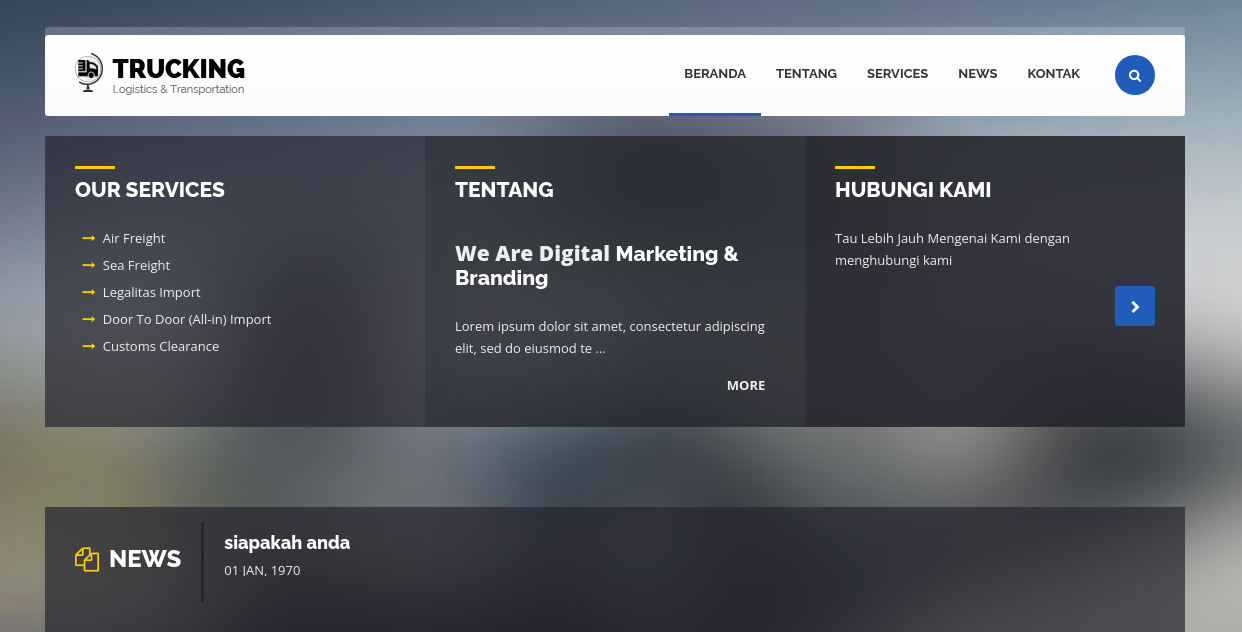 TRUCKING
Logistics & Transportation
BERANDA TENTANG SERVICES NEWS KONTAK
OUR SERVICES
Air Freight
Sea Freight
Legalitas Import
Door To Door (All-in) Import
Customs Clearance
TENTANG
We Are Digital Marketing &
Branding
Lorem ipsum dolor sit amet, consectetur adipiscing
elit, sed do eiusmod te ...
MORE
HUBUNGI KAMI
Tau Lebih Jauh Mengenai Kami dengan
menghubungi kami
NEWS
siapakah anda
01 JAN, 1970